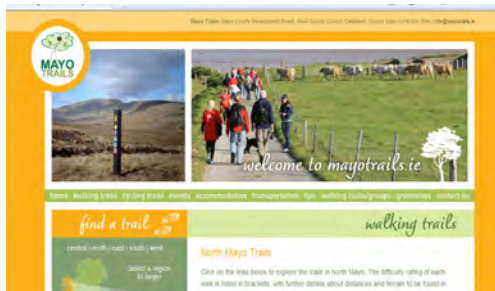 MAYO
TRAILS
welcome to mayotrails.ie
home walking trails cycling trails events accommodation transportation tips walking clubs/groups greenways contact us
find a trail
walking trails
central | north | east | south | west
Select a region
to begin
North Mayo Trails
Click on the links below to explore the trails in North Mayo. The difficulty rating of each
walk is listed in brackets, with further details about distances and terrain to be found in